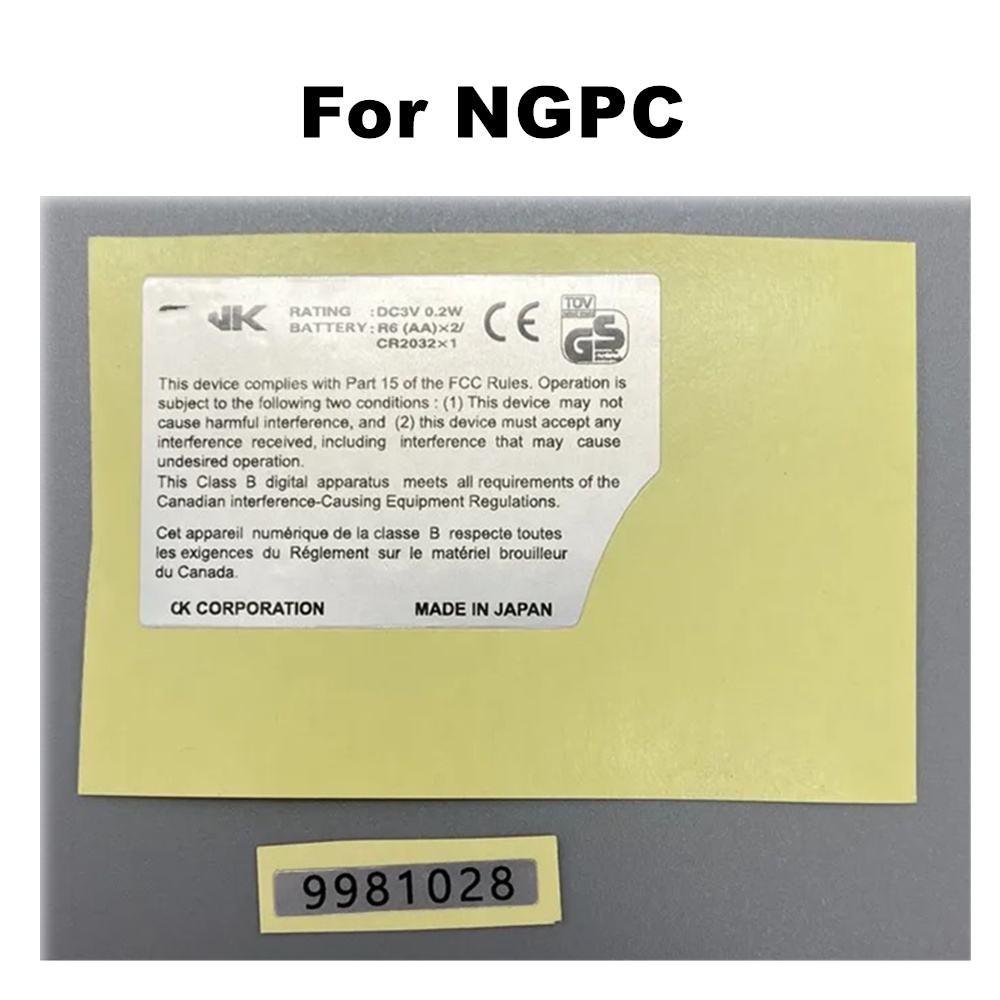 For NGPC
RATING : DC3V 0.2W
BATTERY : R6 (AA)×2/
CR2032×1
CE
TÜV
GS
This device complies with Part 15 of the FCC Rules. Operation is
subject to the following two conditions : (1) This device may not
cause harmful interference, and (2) this device must accept any
interference received, including interference that may cause
undesired operation.
This Class B digital apparatus meets all requirements of the
Canadian interference-Causing Equipment Regulations.
Cet appareil numérique de la classe B respecte toutes
les exigences du Réglement sur le matériel brouilleur
du Canada.
CORPORATION MADE IN JAPAN
9981028